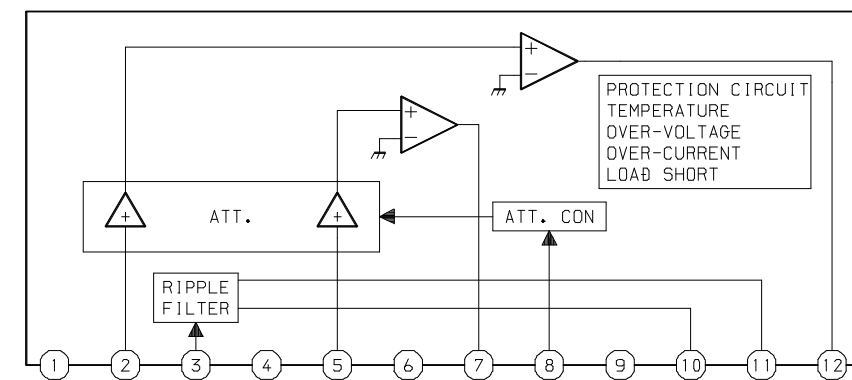 +
−
PROTECTION CIRCUIT
TEMPERATURE
OVER-VOLTAGE
OVER-CURRENT
LOAD SHORT
+
−
+
ATT.
+
ATT. CON
RIPPLE
FILTER
1 2 3 4 5 6 7 8 9 10 11 12